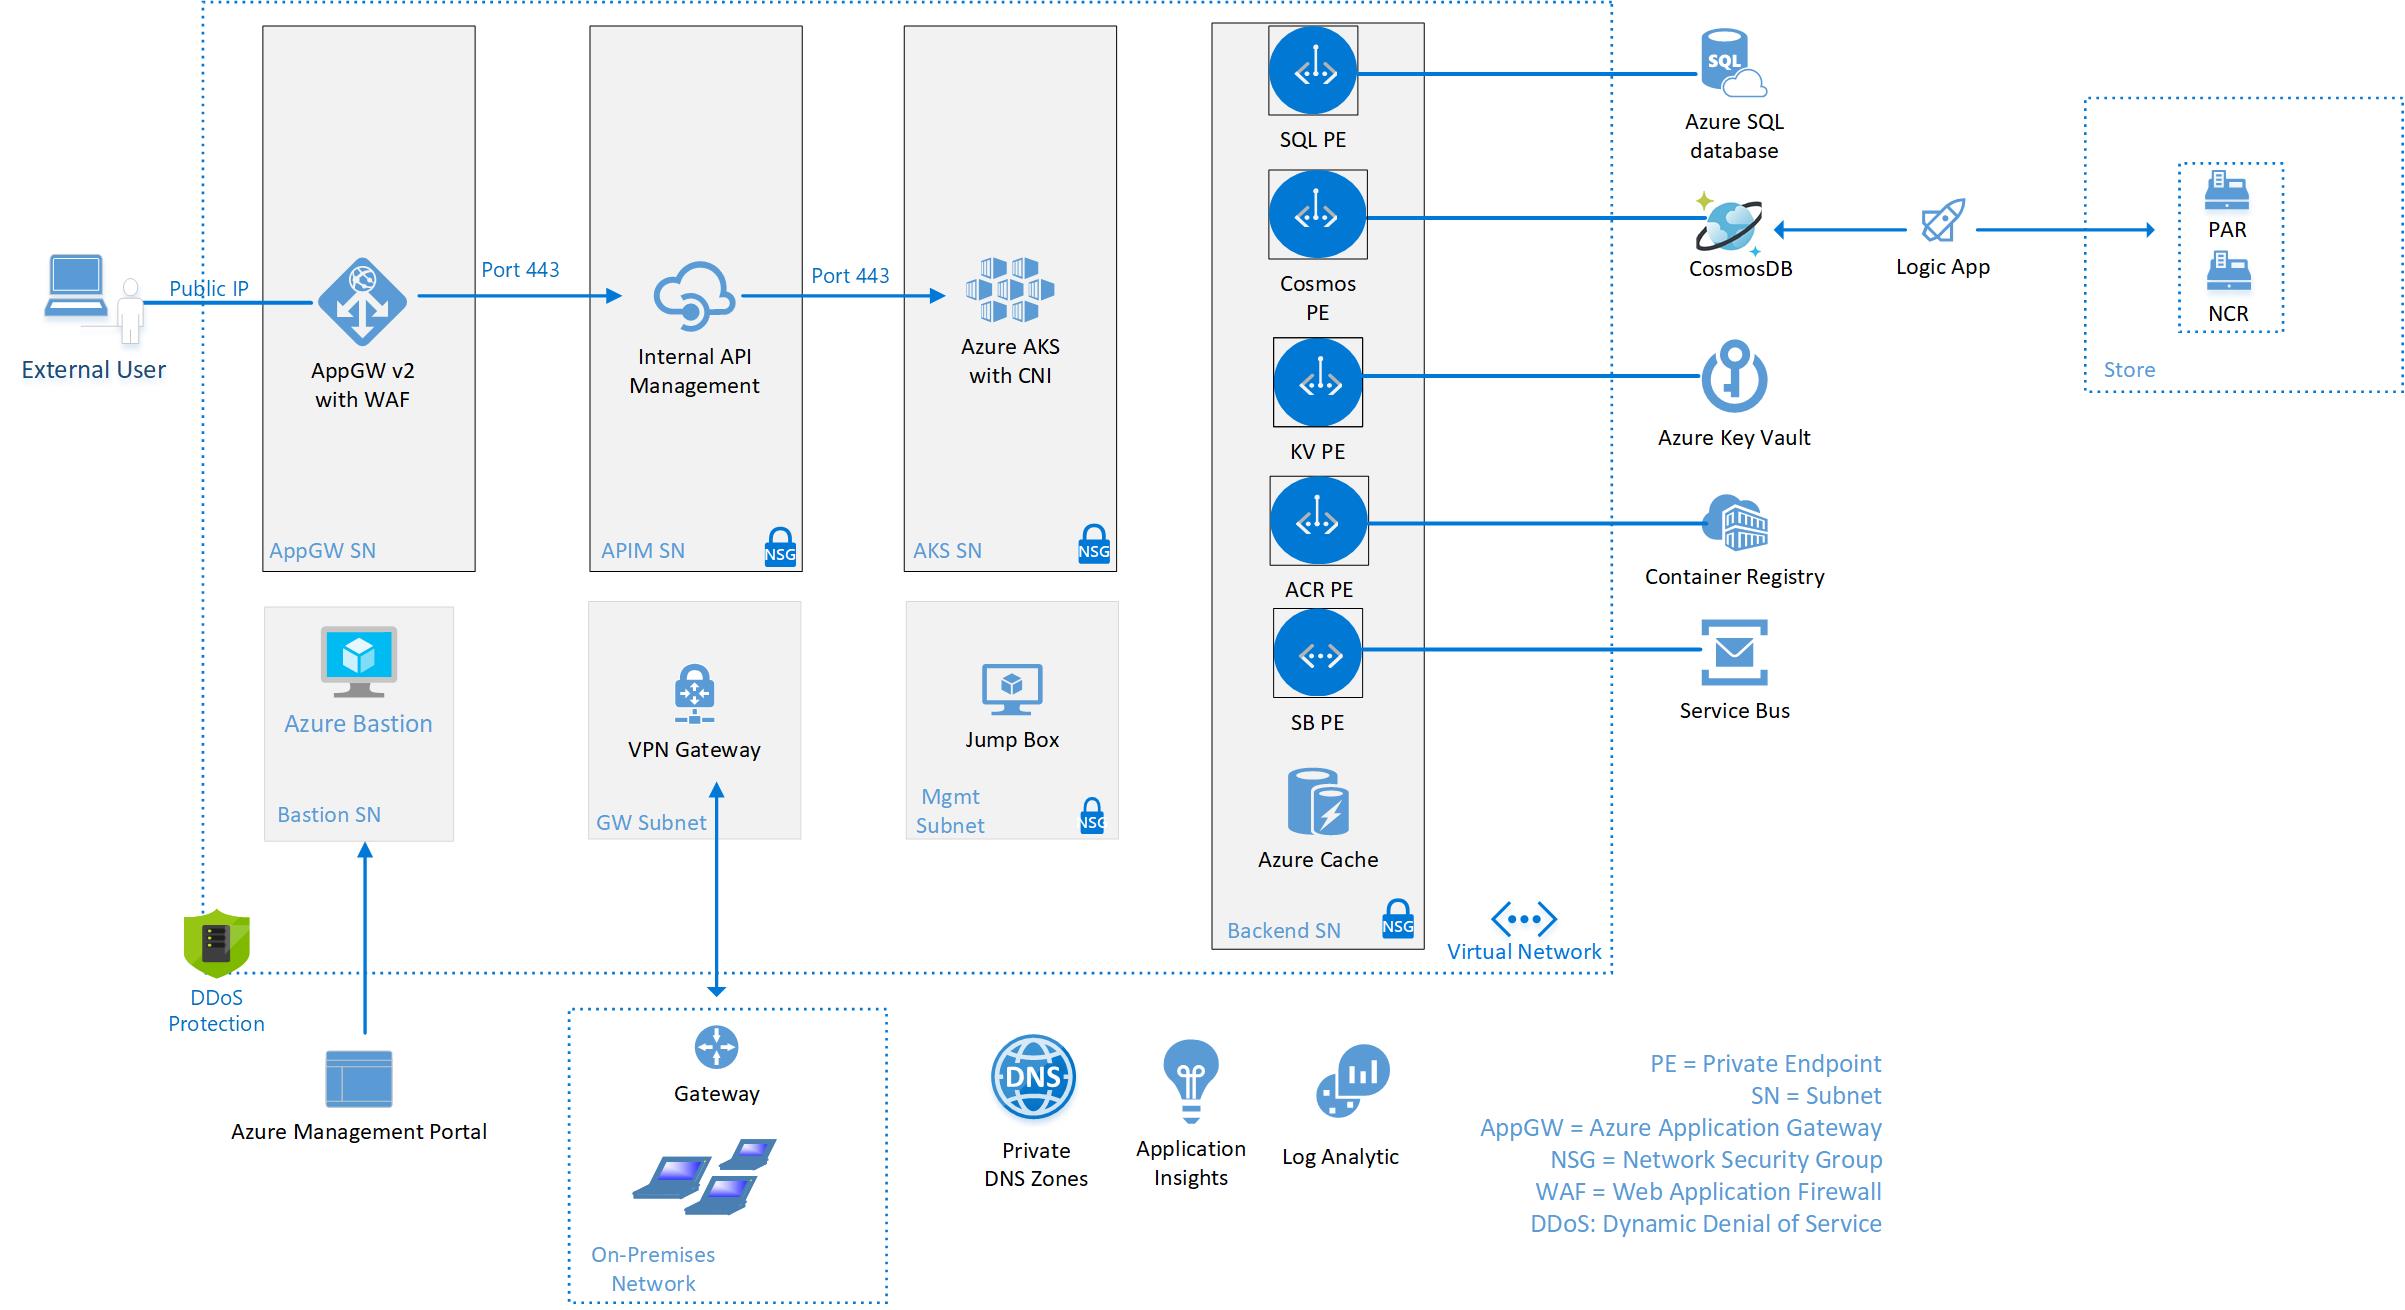 SQL PE
SQL
Azure SQL
database
Cosmos
PE
CosmosDB
Logic App
PAR
NCR
Store
External User
Public IP
AppGW v2
with WAF
Port 443
Internal API
Management
Port 443
Azure AKS
with CNI
KV PE
Azure Key Vault
AppGW SN
APIM SN
NSG
AKS SN
NSG
ACR PE
Container Registry
Azure Bastion
Bastion SN
VPN Gateway
GW Subnet
Jump Box
Mgmt
Subnet
NSG
SB PE
Service Bus
Azure Cache
Backend SN
NSG
Virtual Network
DDoS
Protection
Azure Management Portal
Gateway
On-Premises
Network
DNS
Private
DNS Zones
Application
Insights
Log Analytic
PE = Private Endpoint
SN = Subnet
AppGW = Azure Application Gateway
NSG = Network Security Group
WAF = Web Application Firewall
DDoS: Dynamic Denial of Service